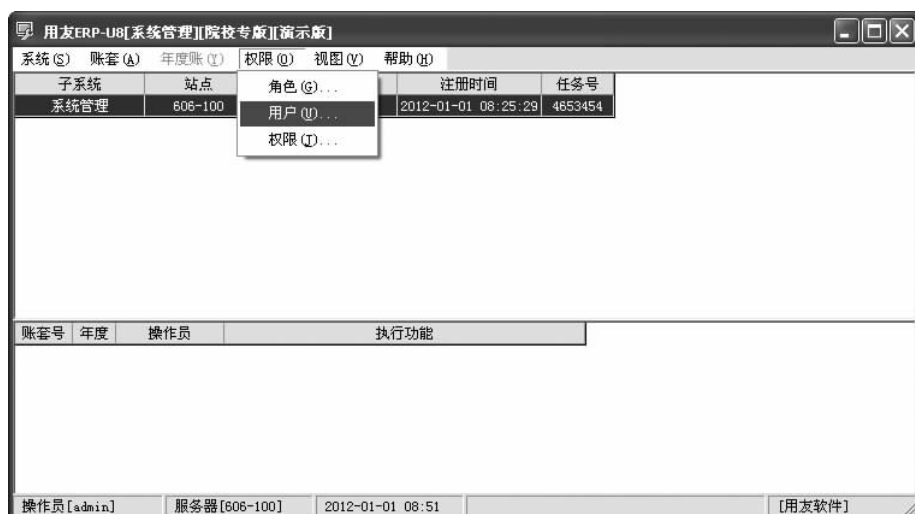 用友ERP-U8[系统管理][院校专版][演示版]
系统(S) 账套(A) 年度账(Y) 权限(O) 视图(V) 帮助(H)
子系统 站点 注册时间 任务号
系统管理 606-100 2012-01-01 08:25:29 4653454
角色(G)...
用户(U)...
权限(J)...
账套号 年度 操作员 执行功能
操作员[admin] 服务器[606-100] 2012-01-01 08:51 [用友软件]